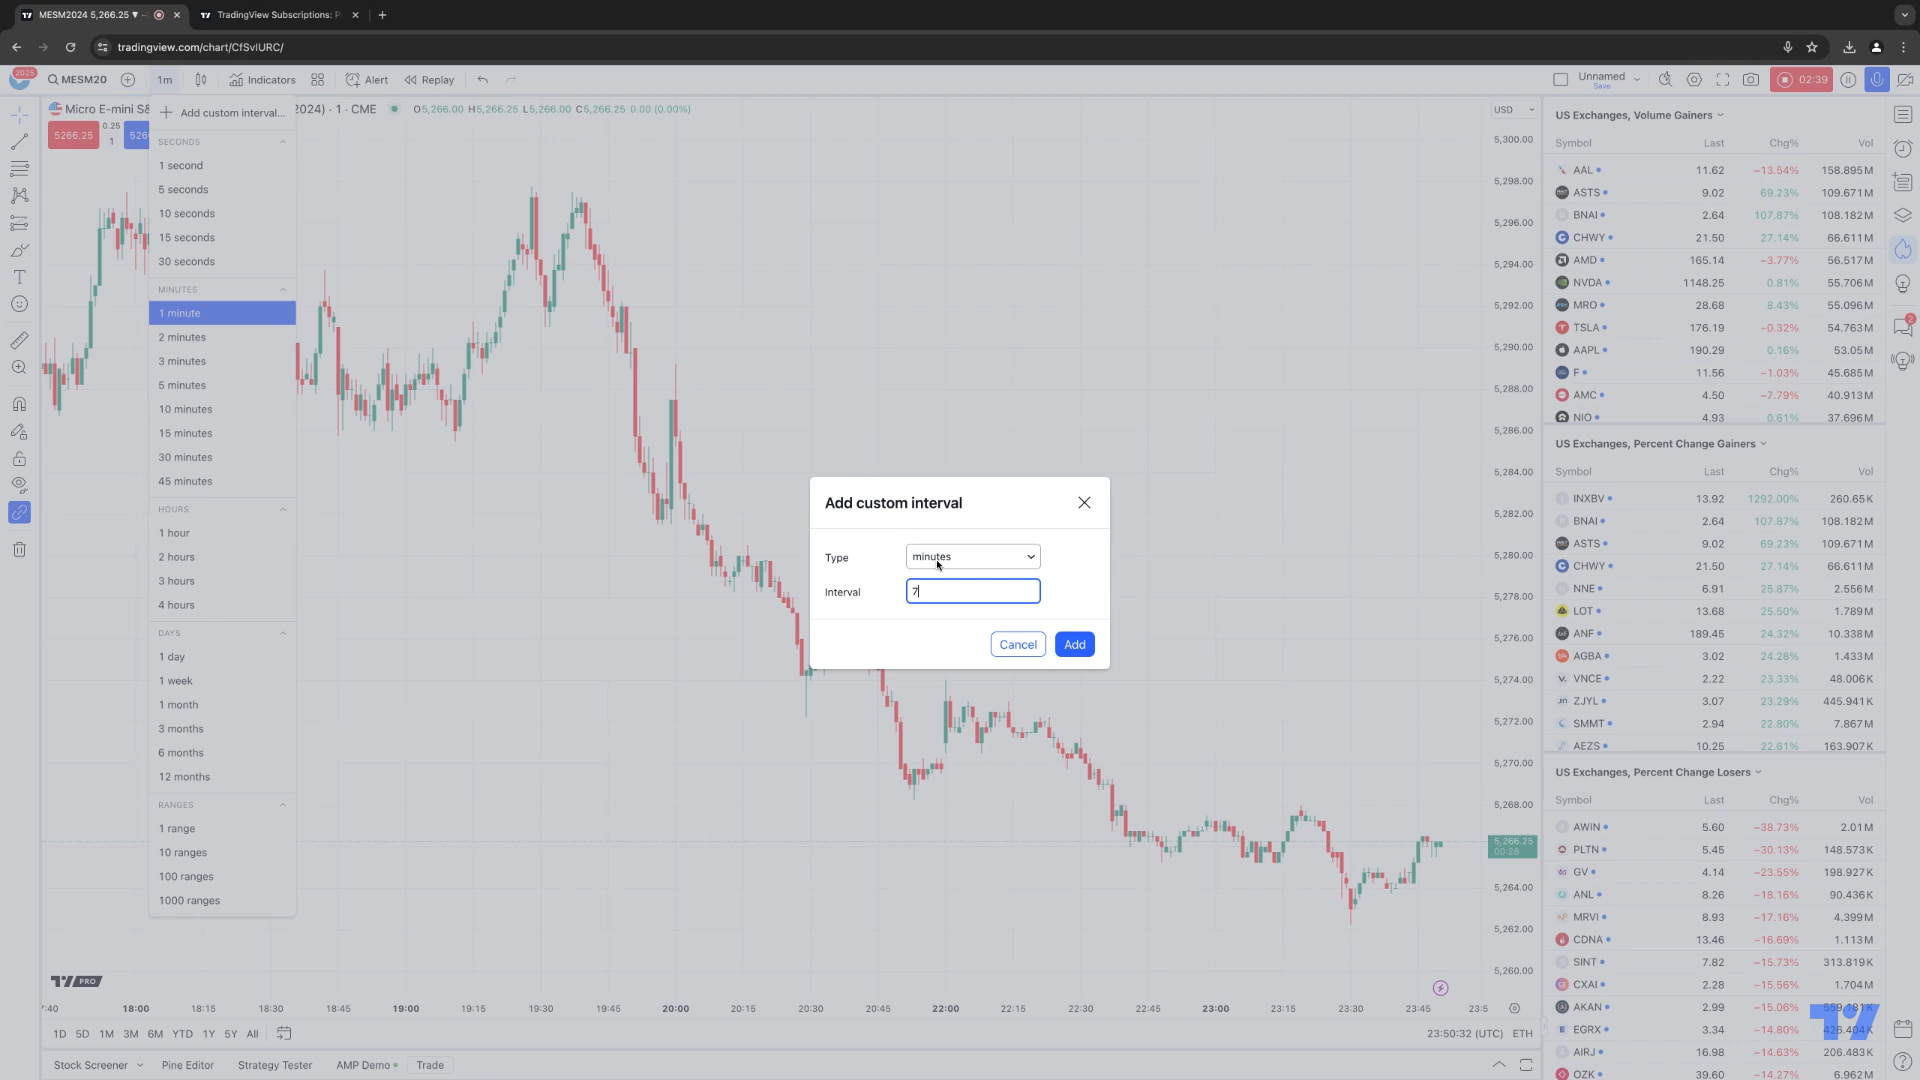 MESM2024 5,266.25 ▼
TradingView Subscriptions: P
tradingview.com/chart/CfSvIURC/
2025
MESM20
1m
Indicators
Alert
Replay
Unnamed
Save
02:39
Micro E-mini S&
2024) · 1 · CME
O5,266.00 H5,266.25 L5,266.00 C5,266.25 0.00 (0.00%)
USD
5266.25
0.25
1
526
Add custom interval...
SECONDS
1 second
5 seconds
10 seconds
15 seconds
30 seconds
MINUTES
1 minute
2 minutes
3 minutes
5 minutes
10 minutes
15 minutes
30 minutes
45 minutes
HOURS
1 hour
2 hours
3 hours
4 hours
DAYS
1 day
1 week
1 month
3 months
6 months
12 months
RANGES
1 range
10 ranges
100 ranges
1000 ranges
Add custom interval
Type minutes
Interval 7
Cancel Add
5,300.00
5,298.00
5,296.00
5,294.00
5,292.00
5,290.00
5,288.00
5,286.00
5,284.00
5,282.00
5,280.00
5,278.00
5,276.00
5,274.00
5,272.00
5,270.00
5,268.00
5,266.25
00:28
5,264.00
5,262.00
5,260.00
PRO
:40 18:00 18:15 18:30 18:45 19:00 19:15 19:30 19:45 20:00 20:15 20:30 20:45 22:00 22:15 22:30 22:45 23:00 23:15 23:30 23:45 23:5
1D 5D 1M 3M 6M YTD 1Y 5Y All
23:50:32 (UTC) ETH
Stock Screener Pine Editor Strategy Tester AMP Demo Trade
US Exchanges, Volume Gainers
Symbol Last Chg% Vol
AAL 11.62 −13.54% 158.895M
ASTS 9.02 69.23% 109.671M
BNAI 2.64 107.87% 108.182M
CHWY 21.50 27.14% 66.611M
AMD 165.14 −3.77% 56.517M
NVDA 1148.25 0.81% 55.706M
MRO 28.68 8.43% 55.096M
TSLA 176.19 −0.32% 54.763M
AAPL 190.29 0.16% 53.05M
F 11.56 −1.03% 45.685M
AMC 4.50 −7.79% 40.913M
NIO 4.93 0.61% 37.696M
US Exchanges, Percent Change Gainers
Symbol Last Chg% Vol
INXBV 13.92 1292.00% 260.65K
BNAI 2.64 107.87% 108.182M
ASTS 9.02 69.23% 109.671M
CHWY 21.50 27.14% 66.611M
NNE 6.91 25.87% 2.556M
LOT 13.68 25.50% 1.789M
ANF 189.45 24.32% 10.338M
AGBA 3.02 24.28% 1.433M
VNCE 2.22 23.33% 48.006K
ZJYL 3.07 23.29% 445.941K
SMMT 2.94 22.80% 7.867M
AEZS 10.25 22.61% 163.907K
US Exchanges, Percent Change Losers
Symbol Last Chg% Vol
AWIN 5.60 −38.73% 2.01M
PLTN 5.45 −30.13% 148.573K
GV 4.14 −23.55% 198.927K
ANL 8.26 −18.16% 90.436K
MRVI 8.93 −17.16% 4.399M
CDNA 13.46 −16.69% 1.113M
SINT 7.82 −15.73% 313.819K
CXAI 2.28 −15.56% 1.704M
AKAN 2.99 −15.06% 559.181K
EGRX 3.34 −14.80% 426.404K
AIRJ 16.98 −14.63% 206.483K
OZK 39.60 −14.27% 6.962M
2